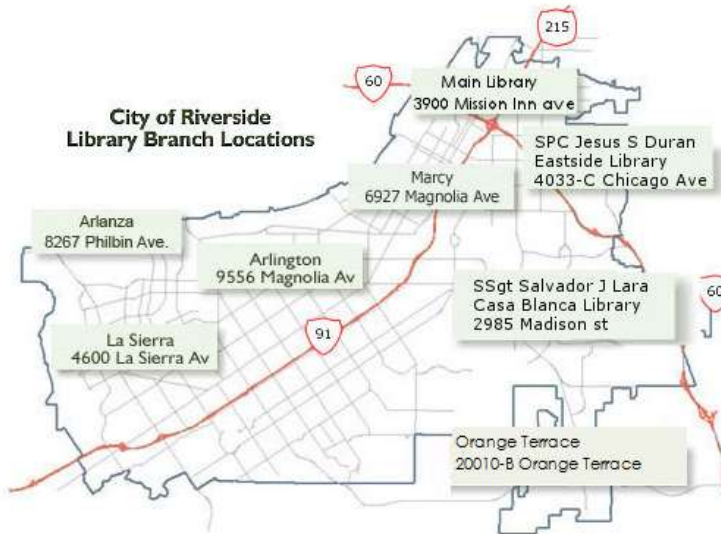 215
60
Main Library
3900 Mission Inn ave
City of Riverside
Library Branch Locations
SPC Jesus S Duran
Eastside Library
4033-C Chicago Ave
Marcy
6927 Magnolia Ave
Arlanza
8267 Philbin Ave.
Arlington
9556 Magnolia Av
SSgt Salvador J Lara
Casa Blanca Library
2985 Madison st
60
La Sierra
4600 La Sierra Av
91
Orange Terrace
20010-B Orange Terrace